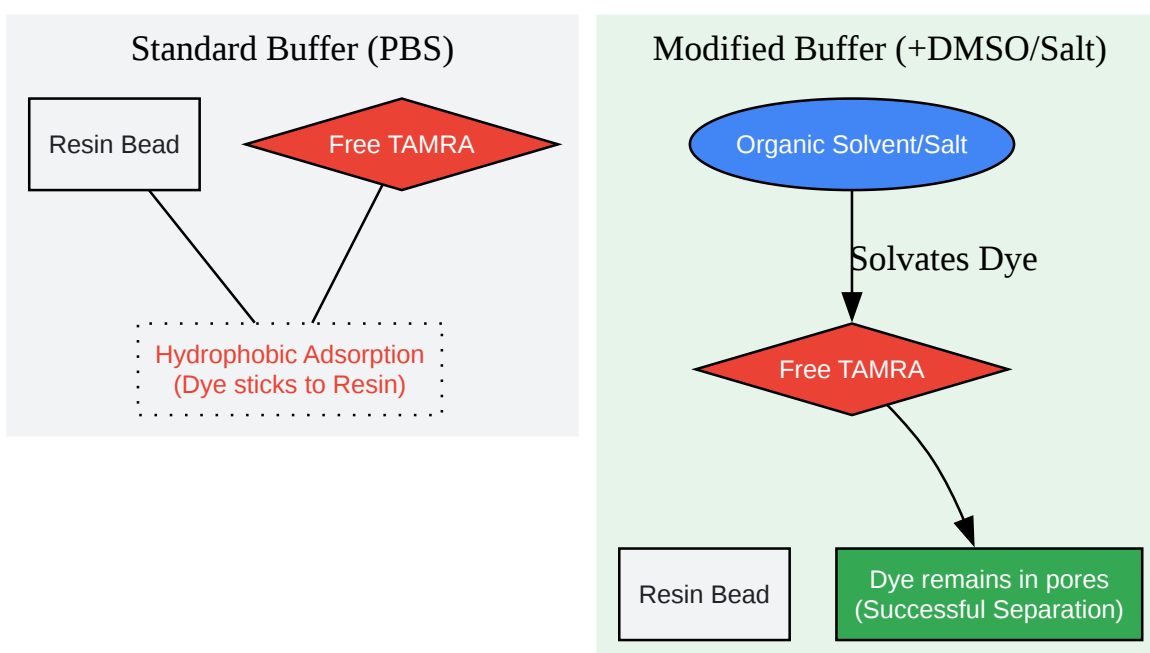 Standard Buffer (PBS)
Resin Bead
Free TAMRA
Hydrophobic Adsorption
(Dye sticks to Resin)
Modified Buffer (+DMSO/Salt)
Organic Solvent/Salt
Solvates Dye
Free TAMRA
Resin Bead
Dye remains in pores
(Successful Separation)